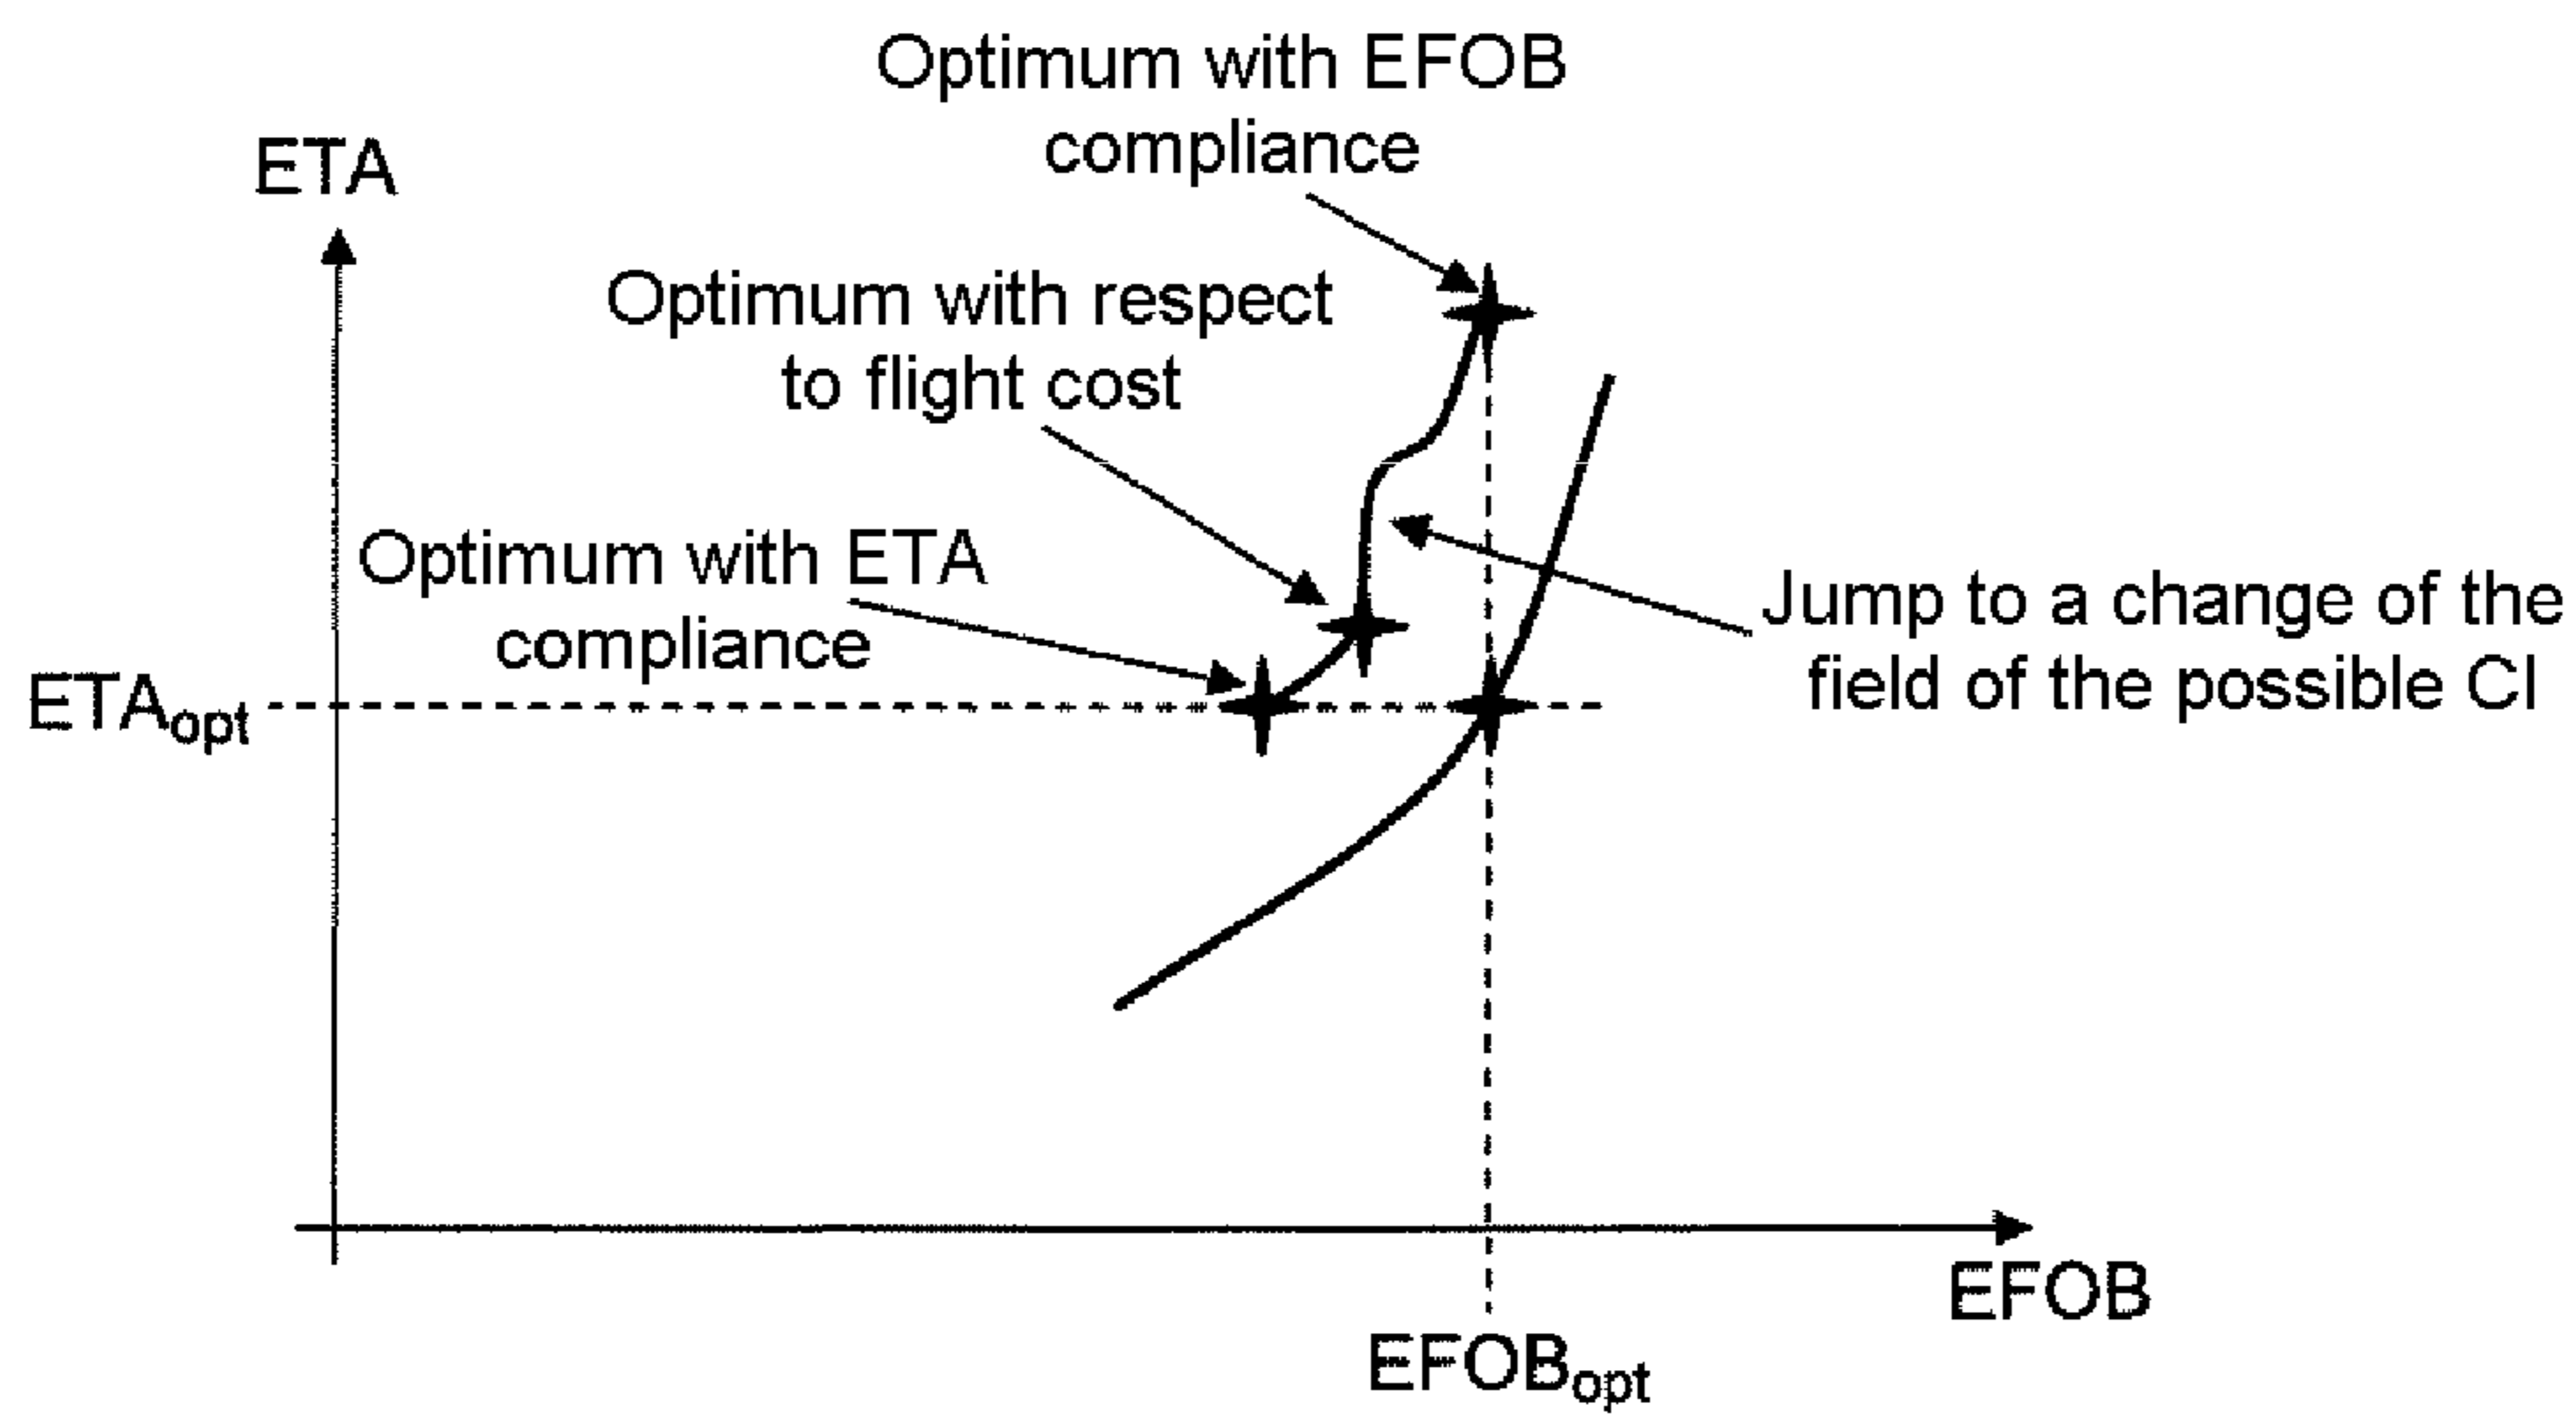 Optimum with EFOB
compliance
ETA
Optimum with respect
to flight cost
Optimum with ETA
compliance
Jump to a change of the
field of the possible CI
ETAopt
EFOB
EFOBopt